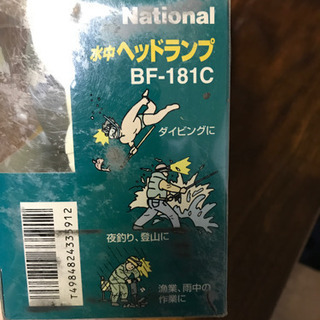 National
水中ヘッドランプ
BF-181C
ダイビングに
夜釣り、登山に
漁業、雨中の
作業に
T4984824335912